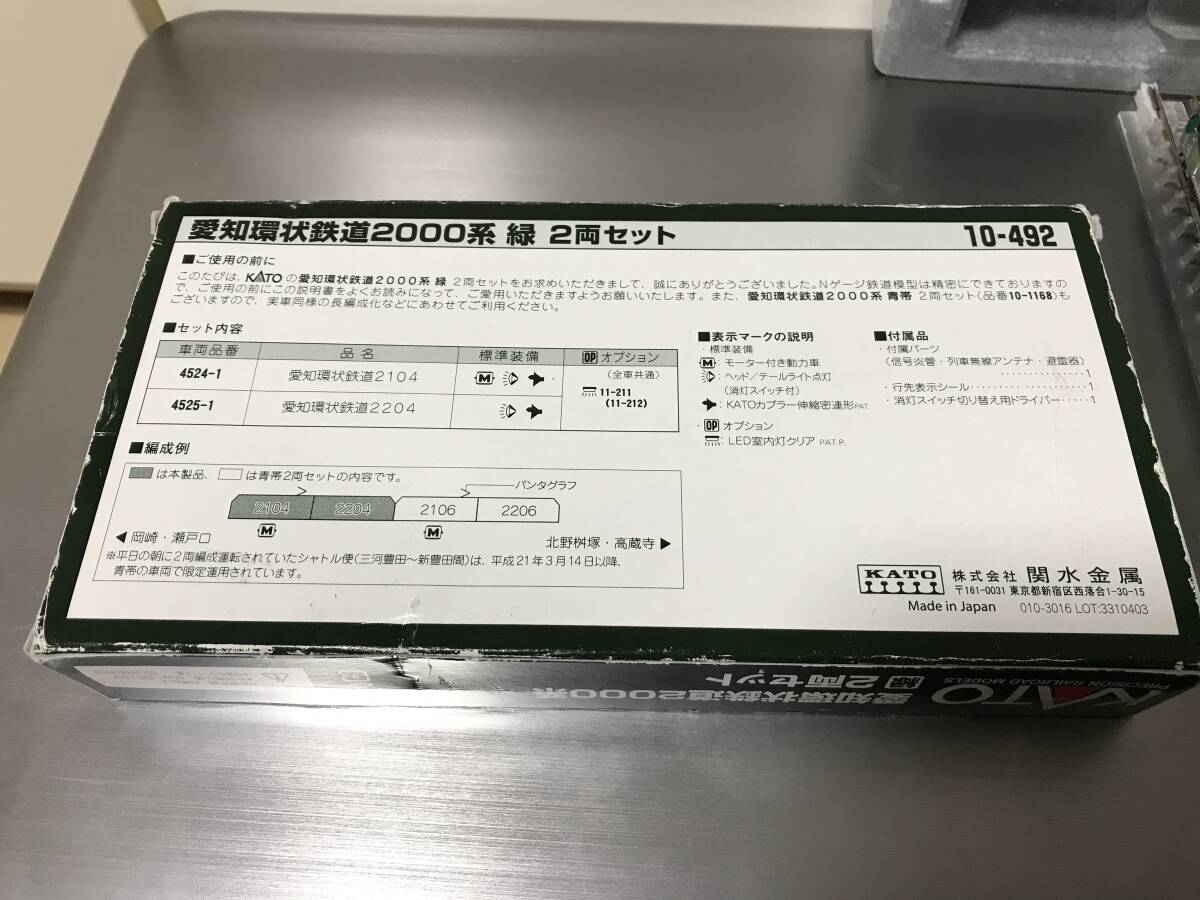 愛知環状鉄道2000系 緑 2両セット
10-492
■ご使用の前に
このたびは、KATOの愛知環状鉄道2000系 緑 2両セットをお求めいただきまして、誠にありがとうございました。Nゲージ鉄道模型は精密にできておりますの
で、ご使用の前にこの説明書をよくお読みになって、ご愛用いただきますようお願いいたします。また、愛知環状鉄道2000系 青帯 2両セット(品番10-1168)も
ございますので、実車同様の長編成化などにあわせてご利用ください。
■セット内容
車両品番 品名 標準装備 OP オプション
(全車共通)
4524-1 愛知環状鉄道2104 M
11-211
(11-212)
4525-1 愛知環状鉄道2204
■表示マークの説明
・標準装備
M : モーター付き動力車
: ヘッド/テールライト点灯
(消灯スイッチ付)
: KATOカプラー伸縮密連形 PAT.
・OP オプション
: LED室内灯クリア PAT.P.
■付属品
・付属パーツ
(信号炎管・列車無線アンテナ・避雷器)
・・・・・・・・・・・・・・・・1
・行先表示シール・・・・・・・・・・・・・・1
・消灯スイッチ切り替え用ドライバー・・・・・1
■編成例
は本製品、 は青帯2両セットの内容です。
パンタグラフ
2104 2204 2106 2206
M M
◀ 岡崎・瀬戸口
北野桝塚・高蔵寺 ▶
※平日の朝に2両編成運転されていたシャトル便(三河豊田～新豊田間)は、平成21年3月14日以降、
青帯の車両で限定運用されています。
KATO 株式会社 関水金属
〒161-0031 東京都新宿区西落合1-30-15
Made in Japan 010-3016 LOT:3310403
KATO
PRECISION RAILROAD MODELS
愛知環状鉄道2000系
緑 2両セット